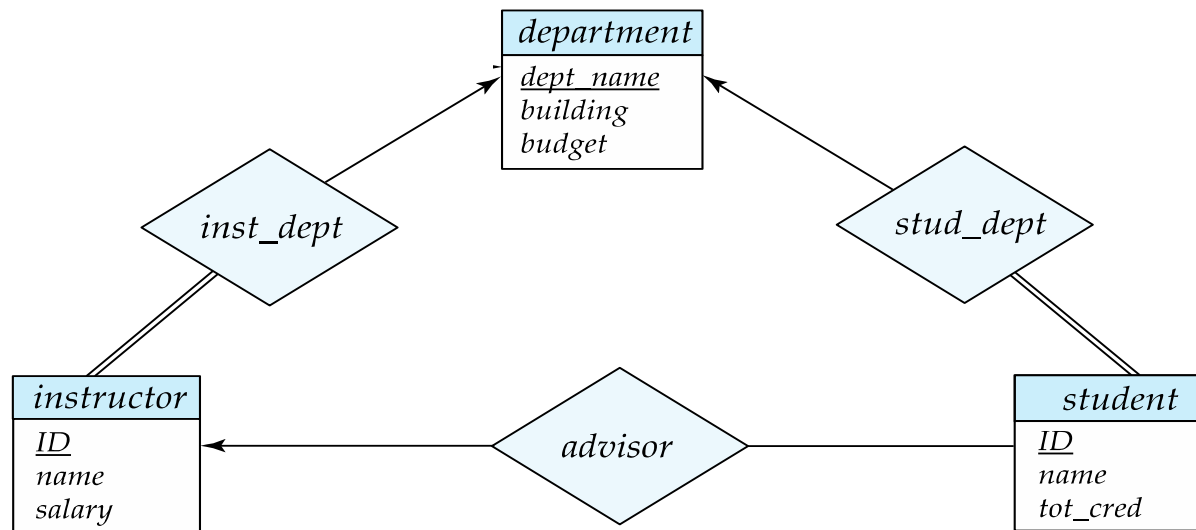 department
dept_name
building
budget
inst_dept
stud_dept
instructor
ID
name
salary
advisor
student
ID
name
tot_cred